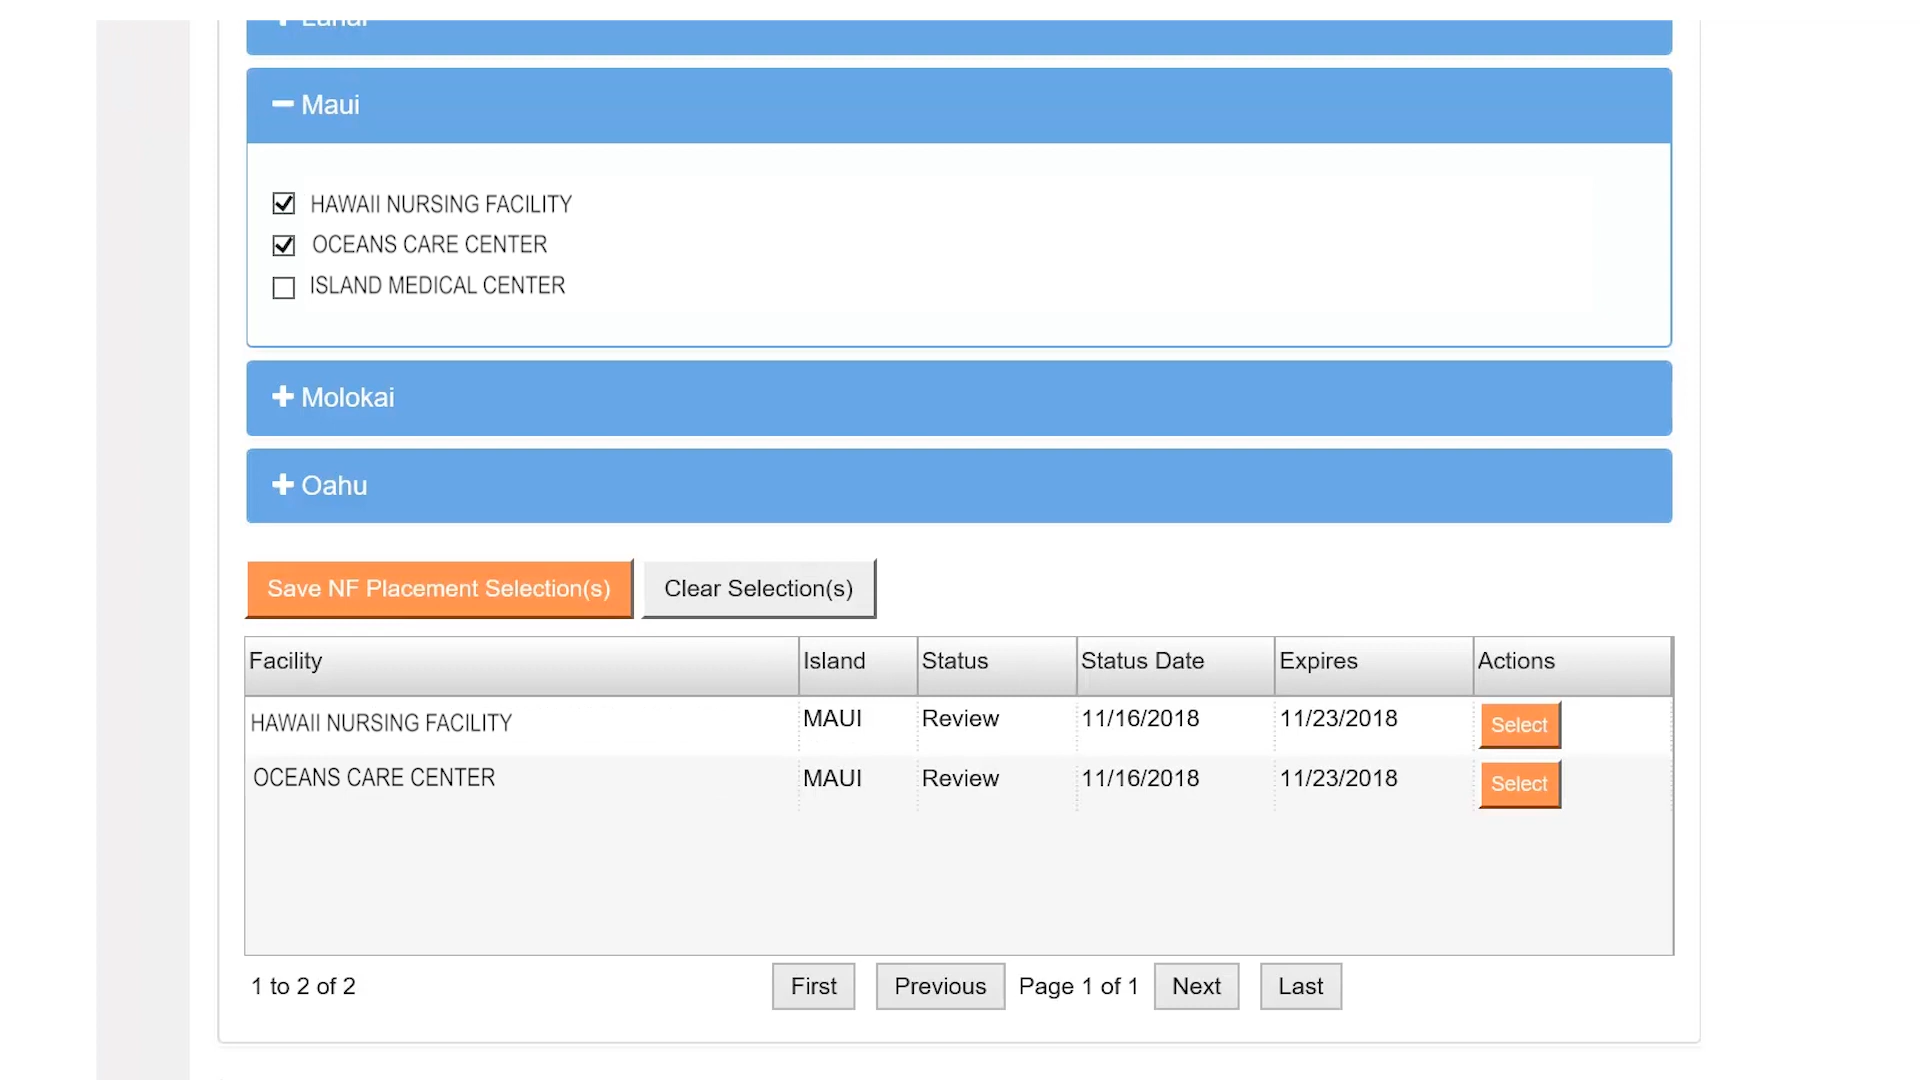 Lanai
Maui
HAWAII NURSING FACILITY
OCEANS CARE CENTER
ISLAND MEDICAL CENTER
Molokai
Oahu
Save NF Placement Selection(s) Clear Selection(s)
Facility Island Status Status Date Expires Actions
HAWAII NURSING FACILITY MAUI Review 11/16/2018 11/23/2018 Select
OCEANS CARE CENTER MAUI Review 11/16/2018 11/23/2018 Select
1 to 2 of 2 First Previous Page 1 of 1 Next Last